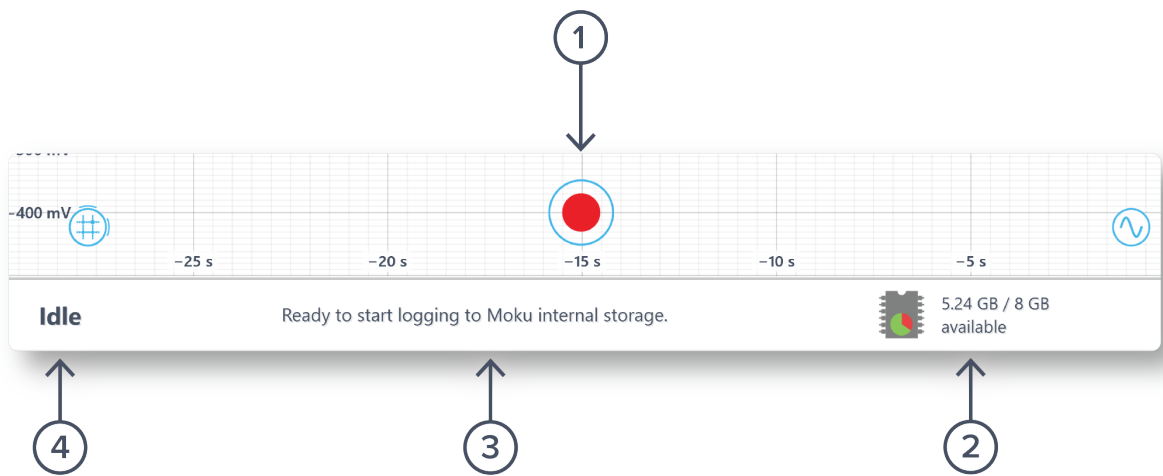 1
-400 mV
-25 s
-20 s
-15 s
-10 s
-5 s
Idle
Ready to start logging to Moku internal storage.
5.24 GB / 8 GB
available
4
3
2